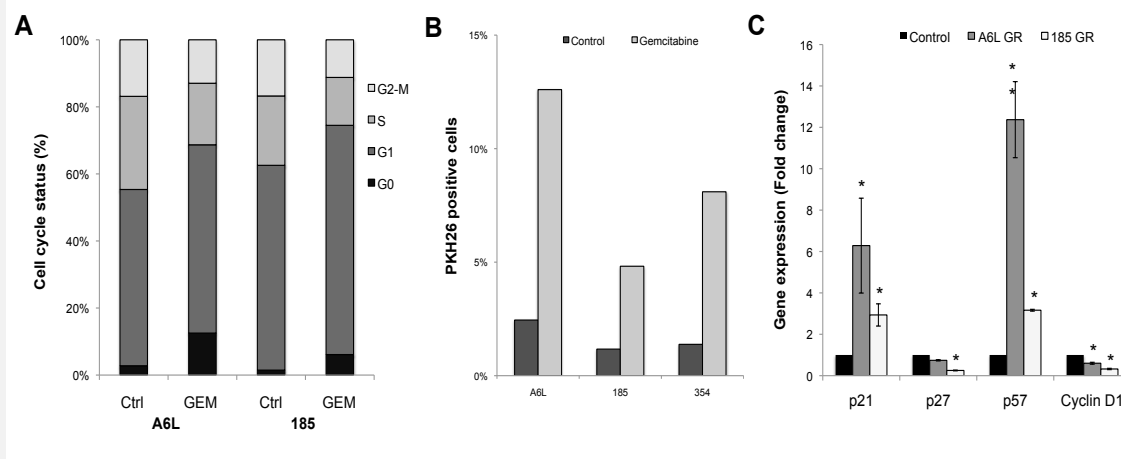 A
Cell cycle status (%)
100%
80%
60%
40%
20%
0%
G2-M
S
G1
G0
Ctrl GEM Ctrl GEM
A6L 185
B
Control Gemcitabine
PKH26 positive cells
15%
10%
5%
0%
A6L 185 354
C
Control A6L GR 185 GR
Gene expression (Fold change)
16
14
12
10
8
6
4
2
0
*
*
*
*
*
*
*
*
p21 p27 p57 Cyclin D1